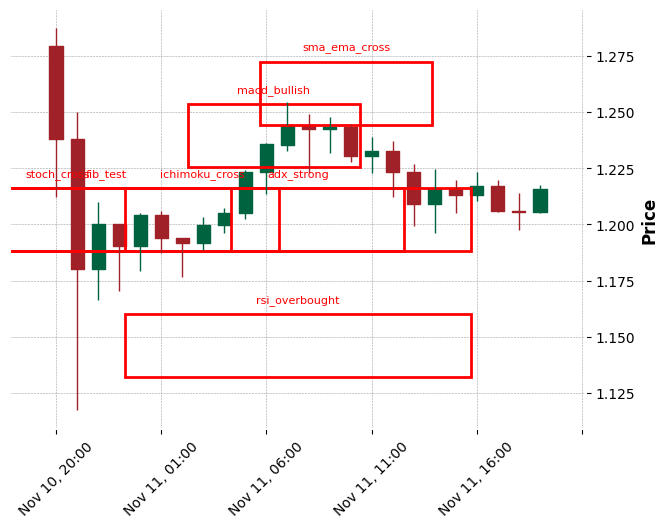 sma_ema_cross
macd_bullish
stoch_cross
fib_test
ichimoku_cross
adx_strong
rsi_overbought
1.275
1.250
1.225
1.200
1.175
1.150
1.125
Price
Nov 10, 20:00
Nov 11, 01:00
Nov 11, 06:00
Nov 11, 11:00
Nov 11, 16:00